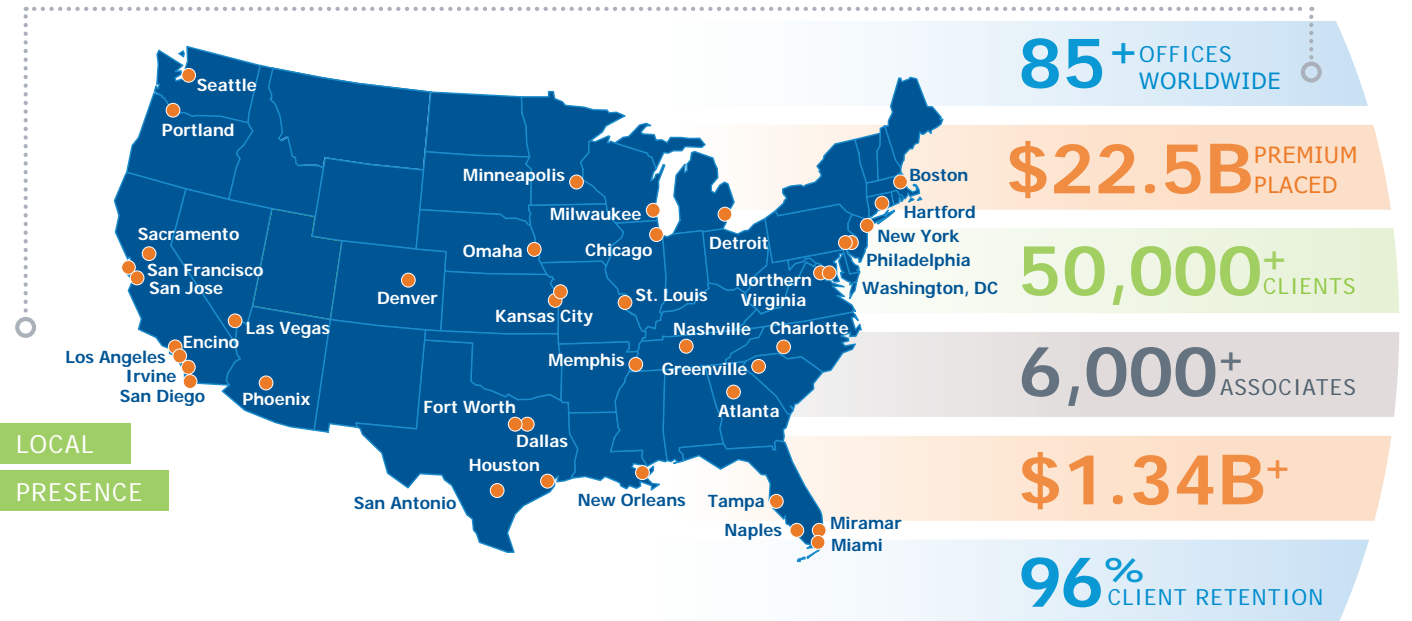 85+ OFFICES
WORLDWIDE
$22.5B PREMIUM
PLACED
50,000+ CLIENTS
6,000+ ASSOCIATES
$1.34B+
96% CLIENT RETENTION
Seattle
Portland
Minneapolis
Milwaukee
Boston
Hartford
New York
Philadelphia
Washington, DC
Northern
Virginia
Detroit
Chicago
Omaha
Sacramento
San Francisco
San Jose
Denver
Kansas City
St. Louis
Las Vegas
Encino
Los Angeles
Irvine
San Diego
Phoenix
Nashville
Charlotte
Memphis
Greenville
Atlanta
Fort Worth
Dallas
Houston
San Antonio
New Orleans
Tampa
Naples
Miramar
Miami
LOCAL
PRESENCE